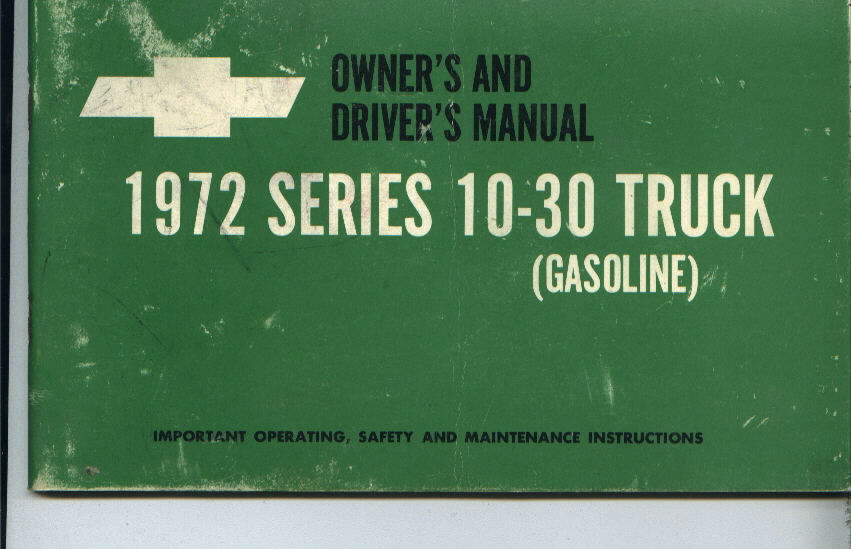 OWNER'S AND
DRIVER'S MANUAL
1972 SERIES 10-30 TRUCK
(GASOLINE)
IMPORTANT OPERATING, SAFETY AND MAINTENANCE INSTRUCTIONS